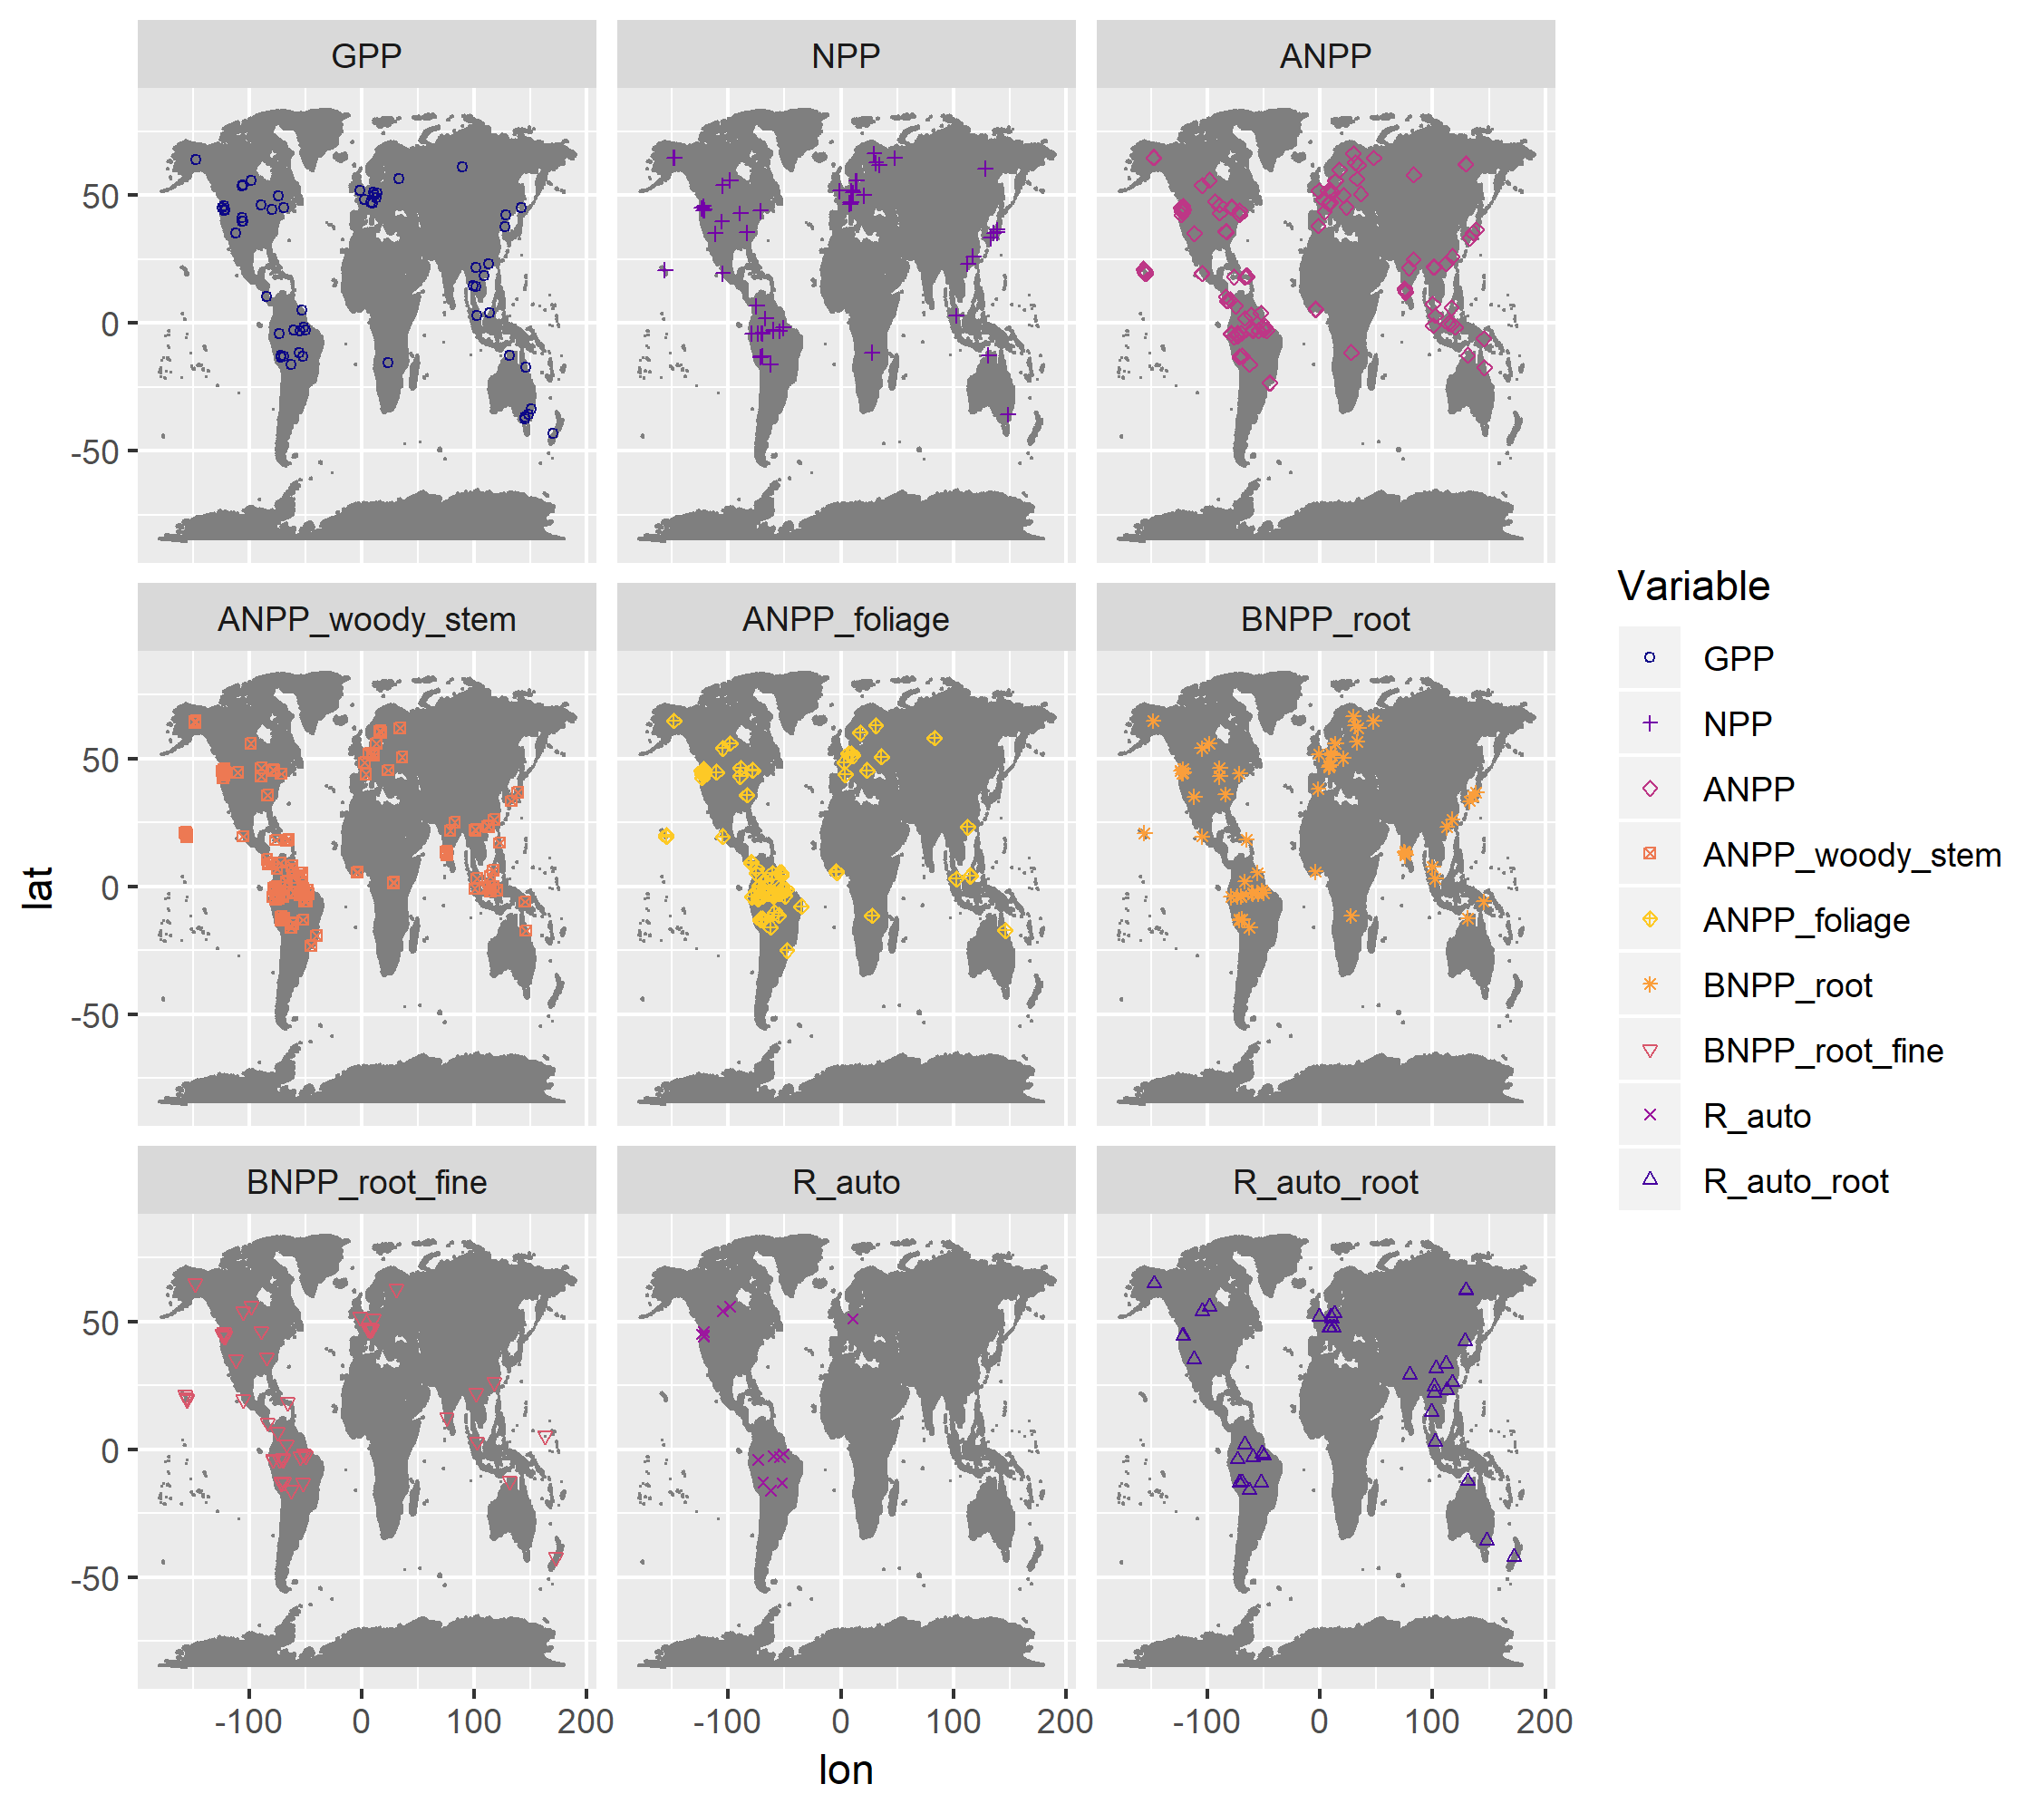 GPP NPP ANPP
50
0
-50
ANPP_woody_stem ANPP_foliage BNPP_root
50
0
-50
BNPP_root_fine R_auto R_auto_root
50
0
-50
-100 0 100 200 -100 0 100 200 -100 0 100 200
lon
lat
Variable
GPP
NPP
ANPP
ANPP_woody_stem
ANPP_foliage
BNPP_root
BNPP_root_fine
R_auto
R_auto_root